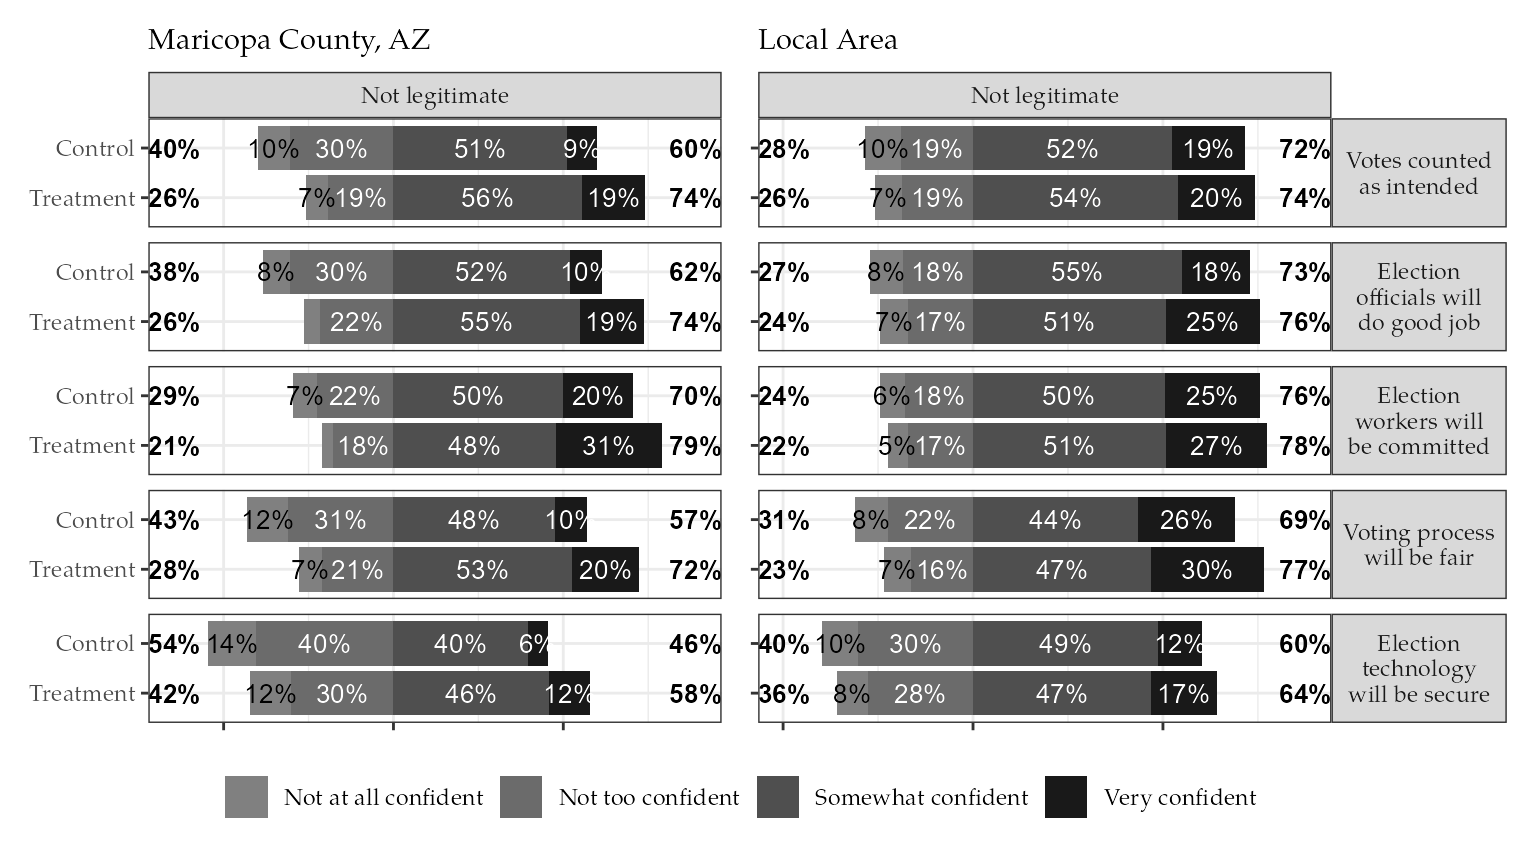 Maricopa County, AZ
Local Area
Not legitimate
Not legitimate
Control 40% 10% 30% 51% 9% 60% 28% 10% 19% 52% 19% 72%
Treatment 26% 7% 19% 56% 19% 74% 26% 7% 19% 54% 20% 74%
Votes counted
as intended
Control 38% 8% 30% 52% 10% 62% 27% 8% 18% 55% 18% 73%
Treatment 26% 22% 55% 19% 74% 24% 7% 17% 51% 25% 76%
Election
officials will
do good job
Control 29% 7% 22% 50% 20% 70% 24% 6% 18% 50% 25% 76%
Treatment 21% 18% 48% 31% 79% 22% 5% 17% 51% 27% 78%
Election
workers will
be committed
Control 43% 12% 31% 48% 10% 57% 31% 8% 22% 44% 26% 69%
Treatment 28% 7% 21% 53% 20% 72% 23% 7% 16% 47% 30% 77%
Voting process
will be fair
Control 54% 14% 40% 40% 6% 46% 40% 10% 30% 49% 12% 60%
Treatment 42% 12% 30% 46% 12% 58% 36% 8% 28% 47% 17% 64%
Election
technology
will be secure
Not at all confident Not too confident Somewhat confident Very confident